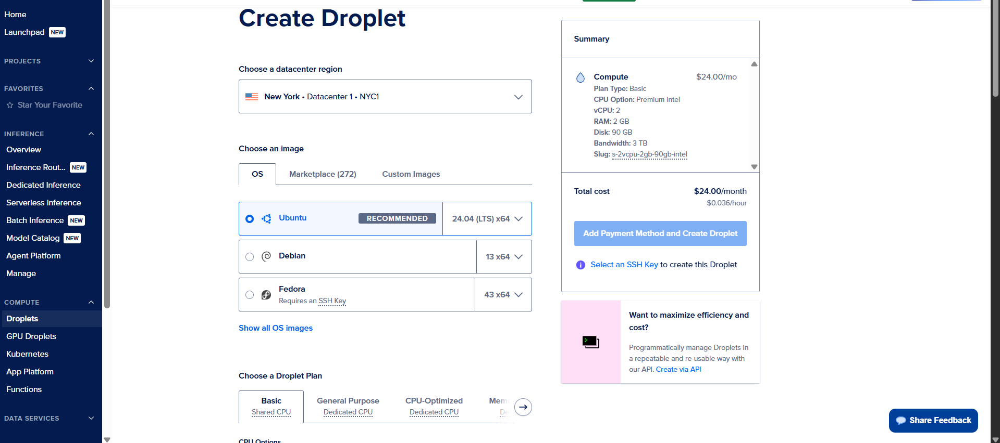 Home
Launchpad NEW
PROJECTS
FAVORITES
Star Your Favorite
INFERENCE
Overview
Inference Rout... NEW
Dedicated Inference
Serverless Inference
Batch Inference NEW
Model Catalog NEW
Agent Platform
Manage
COMPUTE
Droplets
GPU Droplets
Kubernetes
App Platform
Functions
DATA SERVICES
Create Droplet
Choose a datacenter region
New York • Datacenter 1 • NYC1
Choose an image
OS Marketplace (272) Custom Images
Ubuntu RECOMMENDED 24.04 (LTS) x64
Debian 13 x64
Fedora 43 x64
Requires an SSH Key
Show all OS images
Choose a Droplet Plan
Basic General Purpose CPU-Optimized
Shared CPU Dedicated CPU Dedicated CPU
CPU Options
Summary
Compute $24.00/mo
Plan Type: Basic
CPU Option: Premium Intel
vCPU: 2
RAM: 2 GB
Disk: 90 GB
Bandwidth: 3 TB
Slug: s-2vcpu-2gb-90gb-intel
Total cost $24.00/month
$0.036/hour
Add Payment Method and Create Droplet
Select an SSH Key to create this Droplet
Want to maximize efficiency and
cost?
Programmatically manage Droplets in
a repeatable and re-usable way with
our API. Create via API
Share Feedback